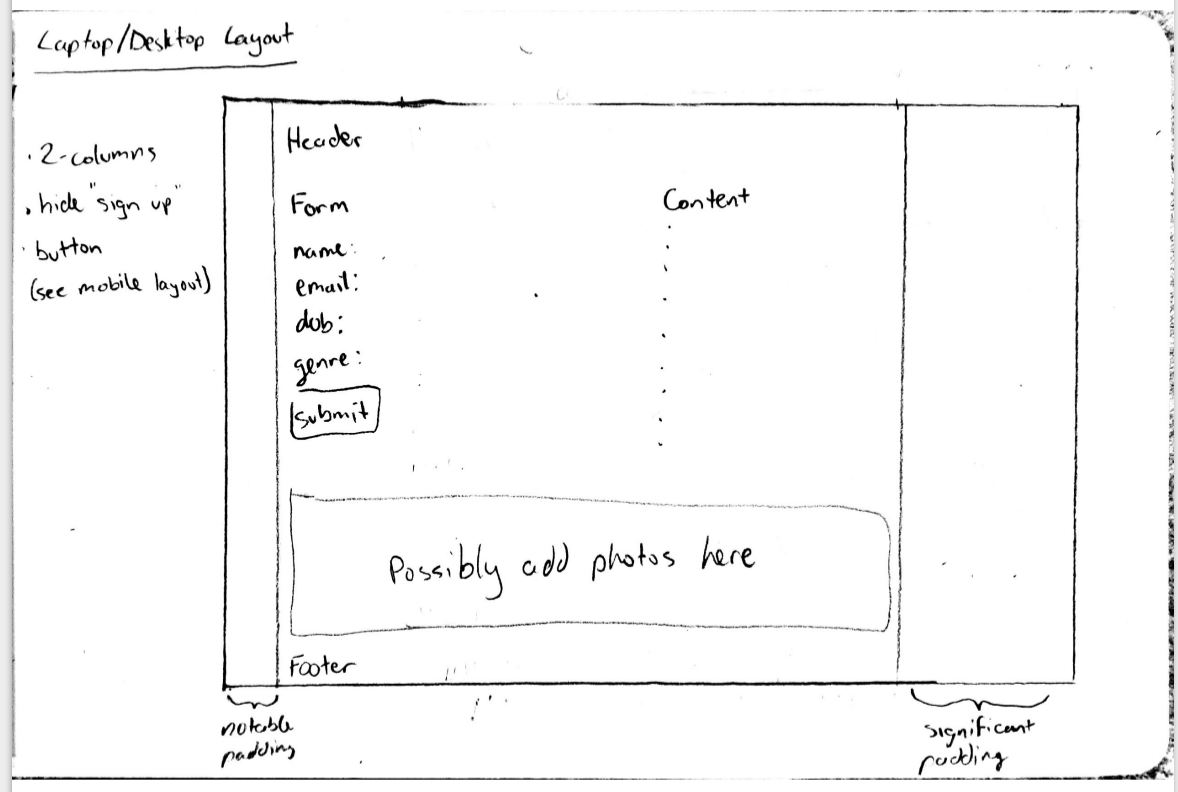 Laptop/Desktop Layout
· 2-columns
· hide "sign up"
· button
(see mobile layout)
Header
Form
name:
email:
dob:
genre:
submit
Content
Possibly add photos here
Footer
notable
padding
significant
padding